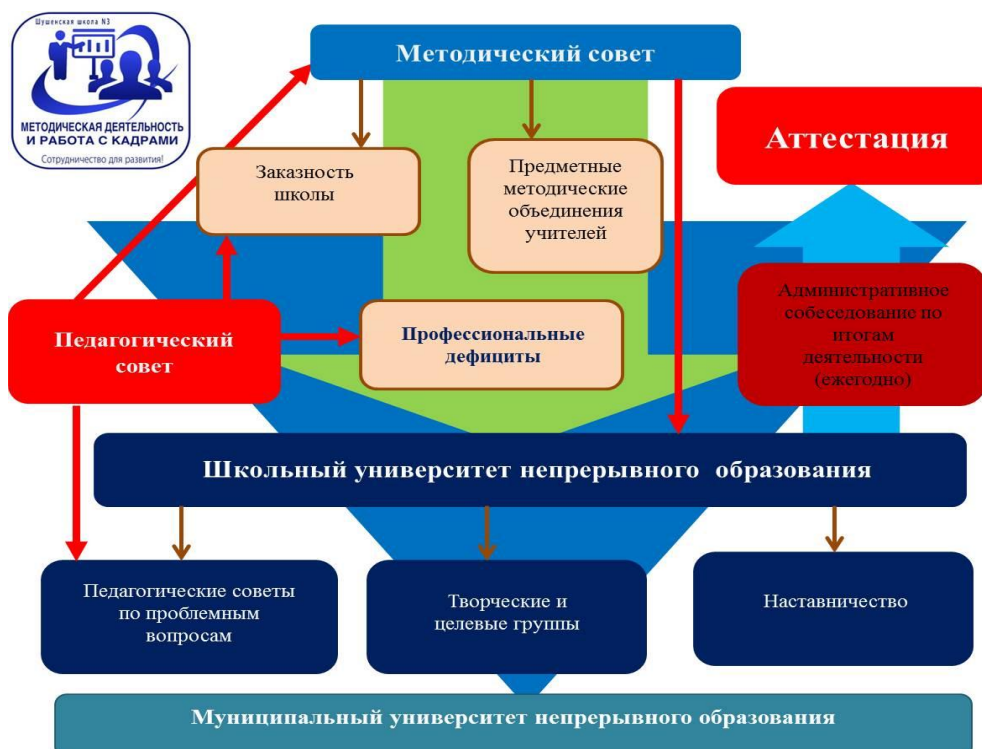 Шушенская школа N3
МЕТОДИЧЕСКАЯ ДЕЯТЕЛЬНОСТЬ
И РАБОТА С КАДРАМИ
Сотрудничество для развития!
Методический совет
Аттестация
Заказность
школы
Предметные
методические
объединения
учителей
Административное
собеседование по
итогам
деятельности
(ежегодно)
Педагогический
совет
Профессиональные
дефициты
Школьный университет непрерывного образования
Педагогические советы
по проблемным
вопросам
Творческие и
целевые группы
Наставничество
Муниципальный университет непрерывного образования